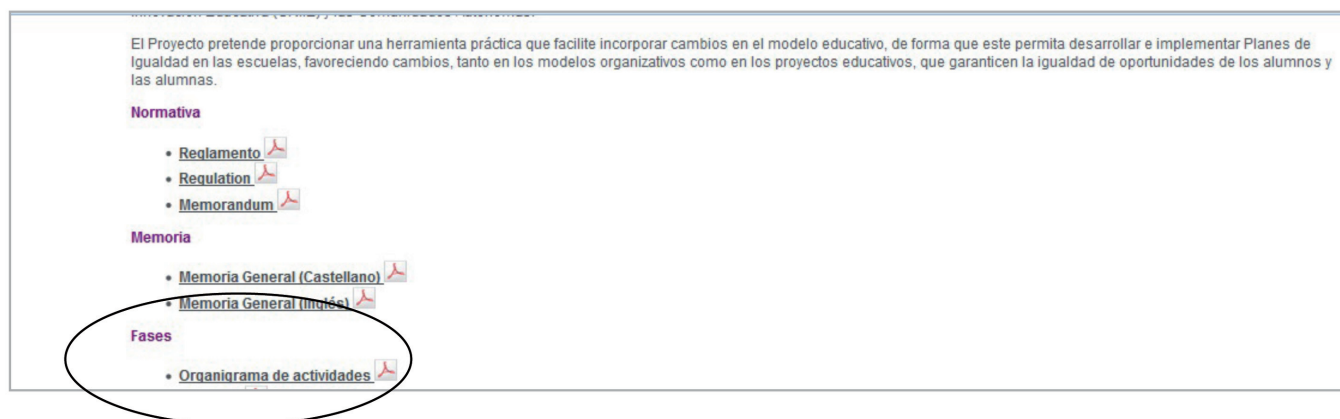 El Proyecto pretende proporcionar una herramienta práctica que facilite incorporar cambios en el modelo educativo, de forma que este permita desarrollar e implementar Planes de
Igualdad en las escuelas, favoreciendo cambios, tanto en los modelos organizativos como en los proyectos educativos, que garanticen la igualdad de oportunidades de los alumnos y
las alumnas.
Normativa
• Reglamento
• Regulation
• Memorandum
Memoria
• Memoria General (Castellano)
• Memoria General (Inglés)
Fases
• Organigrama de actividades